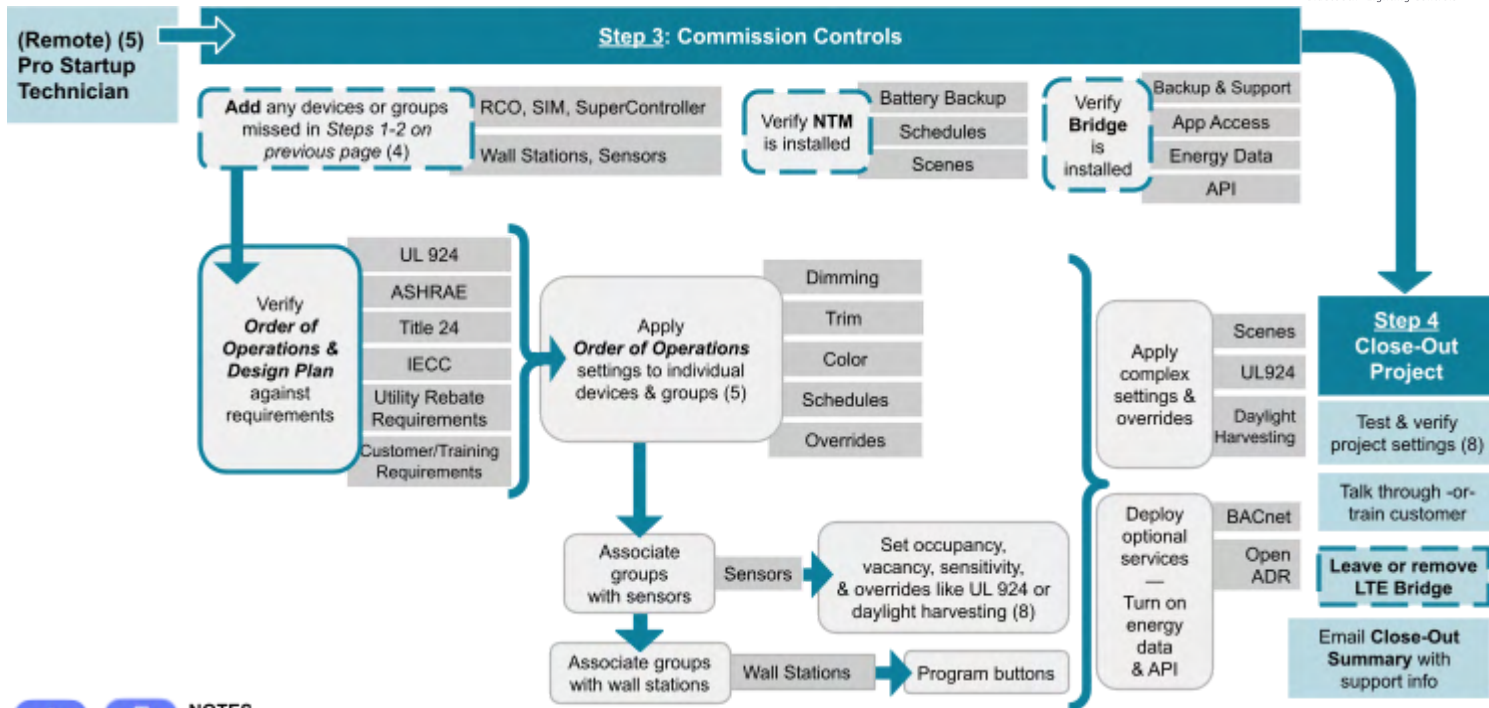 (Remote) (5)
Pro Startup
Technician
Step 3: Commission Controls
Add any devices or groups
missed in Steps 1-2 on
previous page (4)
RCO, SIM, SuperController
Wall Stations, Sensors
Verify NTM
is installed
Battery Backup
Schedules
Scenes
Verify
Bridge
is
installed
Backup & Support
App Access
Energy Data
API
Verify
Order of
Operations &
Design Plan
against
requirements
UL 924
ASHRAE
Title 24
IECC
Utility Rebate
Requirements
Customer/Training
Requirements
Apply
Order of Operations
settings to individual
devices & groups (5)
Dimming
Trim
Color
Schedules
Overrides
Associate
groups
with sensors
Sensors
Set occupancy,
vacancy, sensitivity,
& overrides like UL 924 or
daylight harvesting (8)
Associate groups
with wall stations
Wall Stations
Program buttons
Apply
complex
settings &
overrides
Scenes
UL924
Daylight
Harvesting
Deploy
optional
services
—
Turn on
energy
data
& API
BACnet
Open
ADR
Step 4
Close-Out
Project
Test & verify
project settings (8)
Talk through -or-
train customer
Leave or remove
LTE Bridge
Email Close-Out
Summary with
support info
NOTES